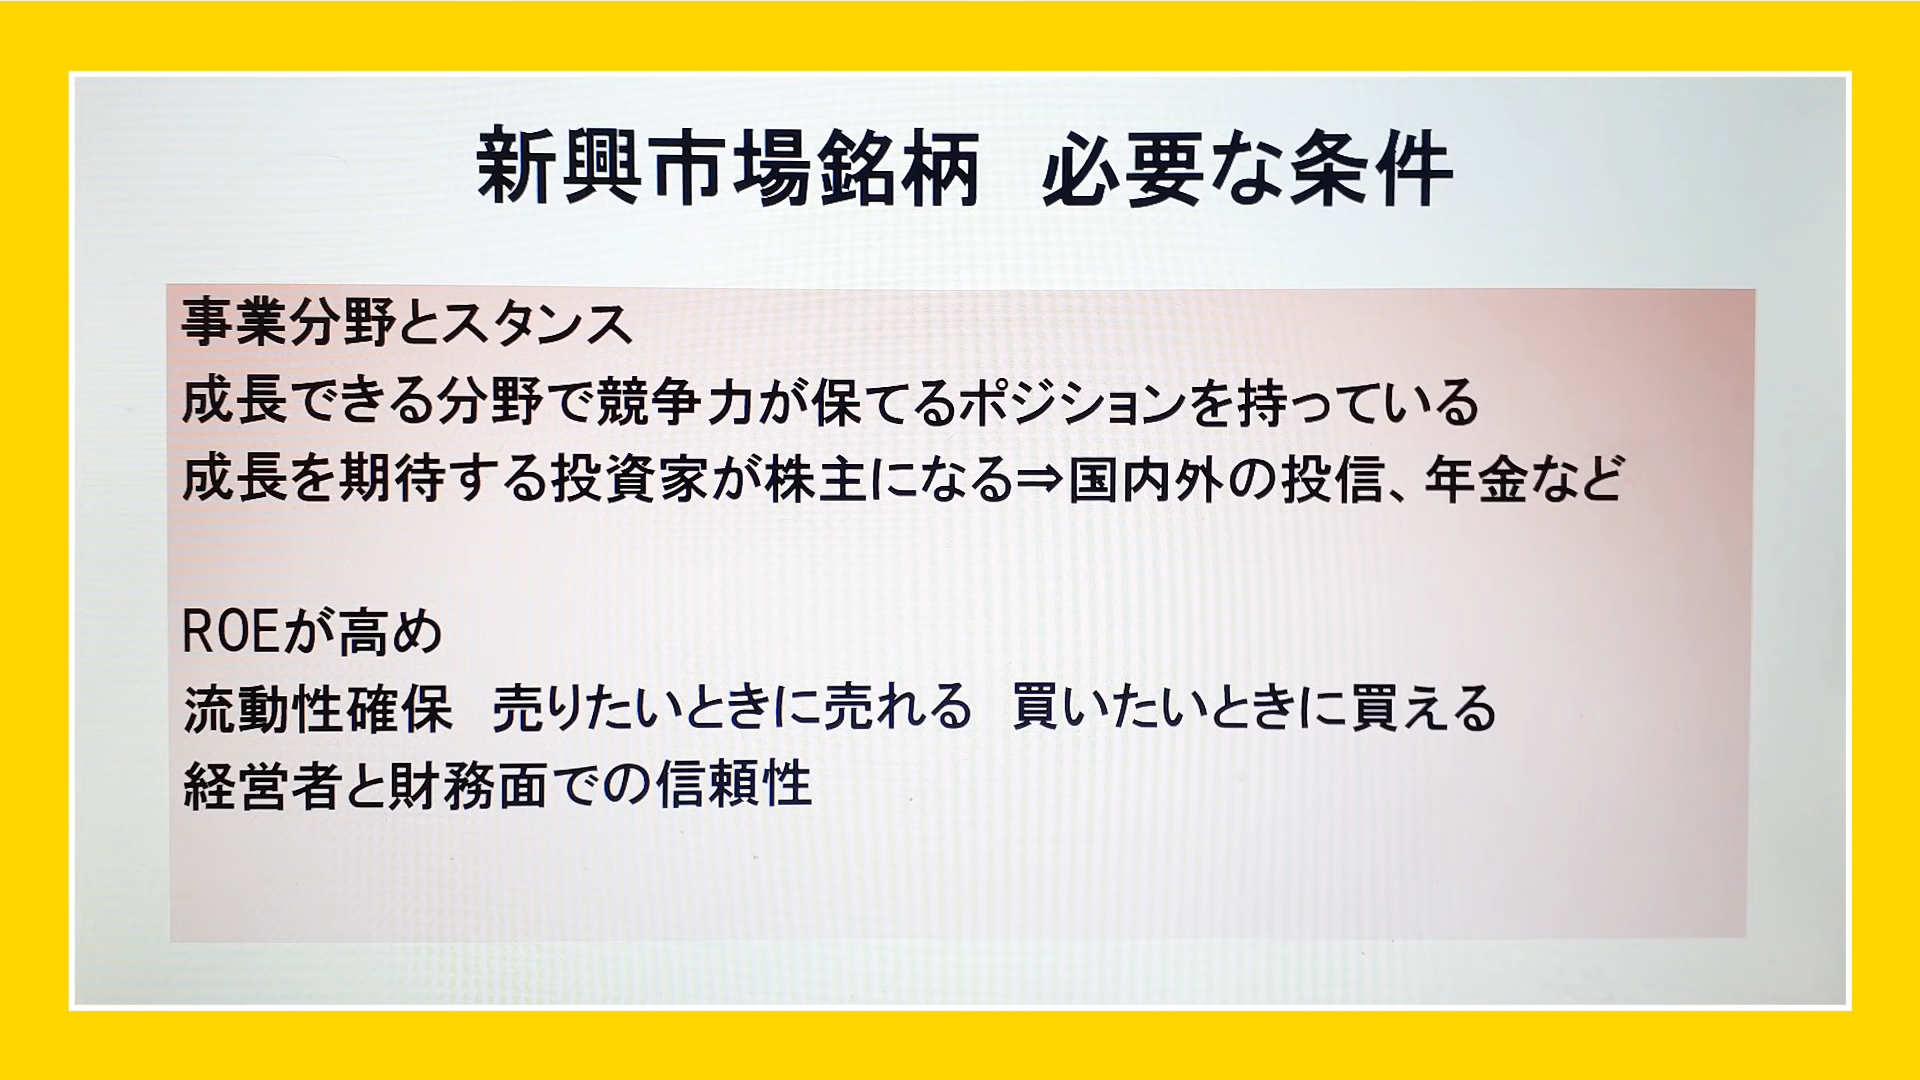 新興市場銘柄　必要な条件
事業分野とスタンス
成長できる分野で競争力が保てるポジションを持っている
成長を期待する投資家が株主になる⇒国内外の投信、年金など
ROEが高め
流動性確保　売りたいときに売れる　買いたいときに買える
経営者と財務面での信頼性